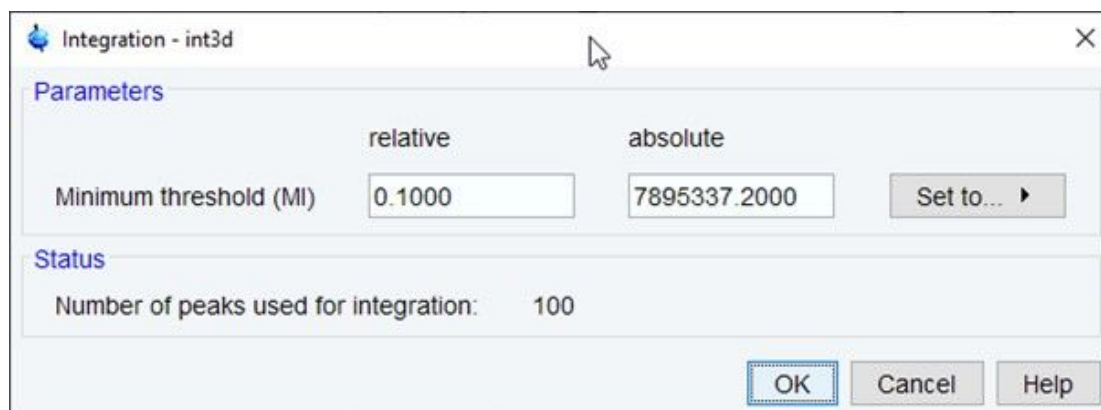 Integration - int3d
Parameters
relative absolute
Minimum threshold (MI) 0.1000 7895337.2000 Set to...
Status
Number of peaks used for integration: 100
OK Cancel Help